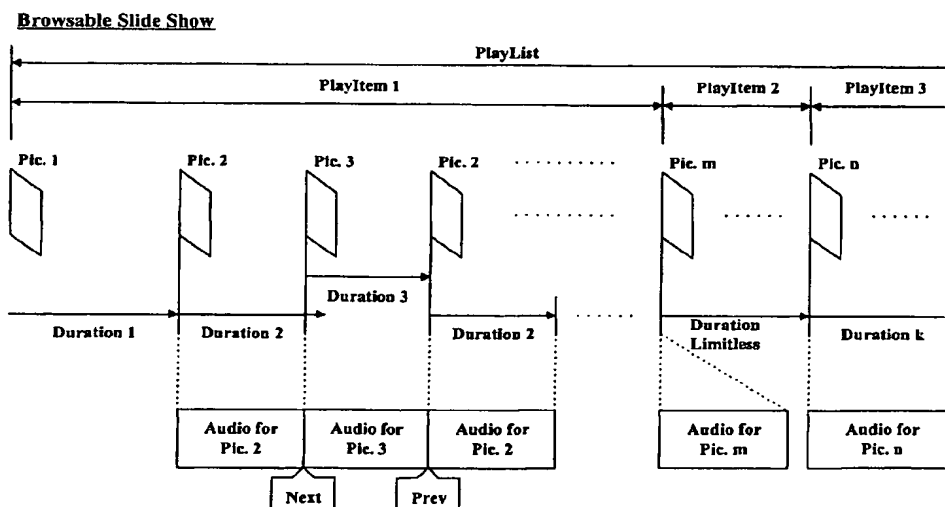 Browsable Slide Show
PlayList
PlayItem 1
PlayItem 2
PlayItem 3
Pic. 1
Pic. 2
Pic. 3
Pic. 2
Pic. m
Pic. n
Duration 3
Duration 1
Duration 2
Duration 2
Duration
Limitless
Duration k
Audio for
Pic. 2
Audio for
Pic. 3
Audio for
Pic. 2
Audio for
Pic. m
Audio for
Pic. n
Next
Prev